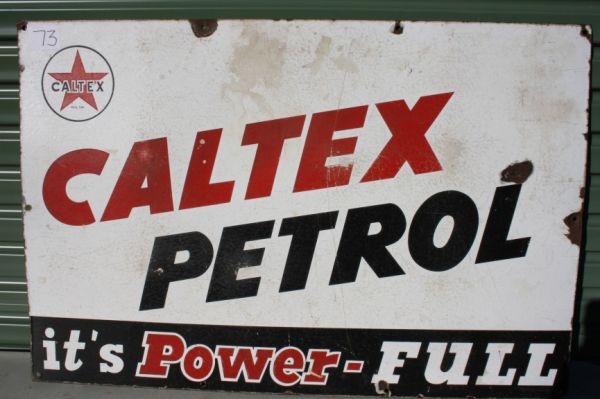 73
CALTEX
CALTEX
PETROL
it's Power-FULL